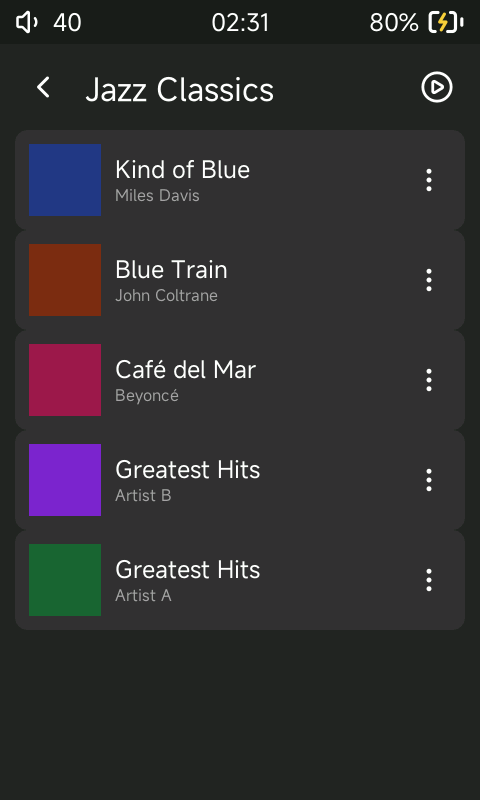 40
02:31
80%
Jazz Classics
Kind of Blue
Miles Davis
Blue Train
John Coltrane
Café del Mar
Beyoncé
Greatest Hits
Artist B
Greatest Hits
Artist A